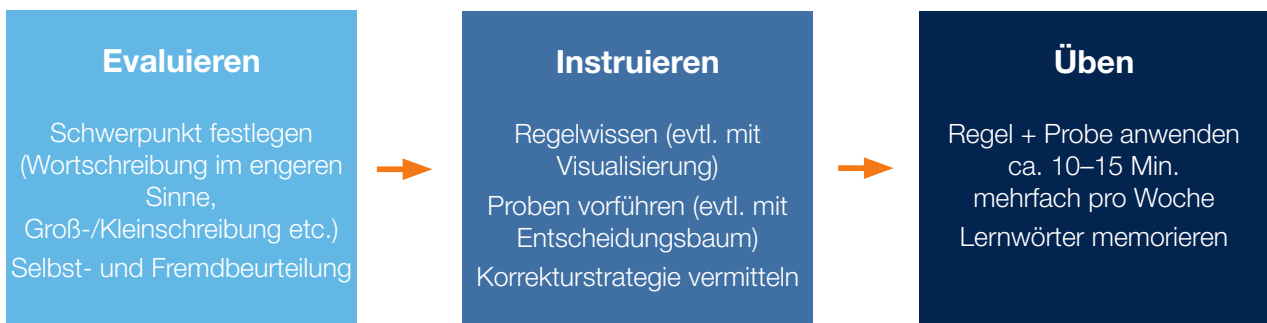 Evaluieren
Schwerpunkt festlegen
(Wortschreibung im engeren
Sinne,
Groß-/Kleinschreibung etc.)
Selbst- und Fremdbeurteilung
Instruieren
Regelwissen (evtl. mit
Visualisierung)
Proben vorführen (evtl. mit
Entscheidungsbaum)
Korrekturstrategie vermitteln
Üben
Regel + Probe anwenden
ca. 10–15 Min.
mehrfach pro Woche
Lernwörter memorieren